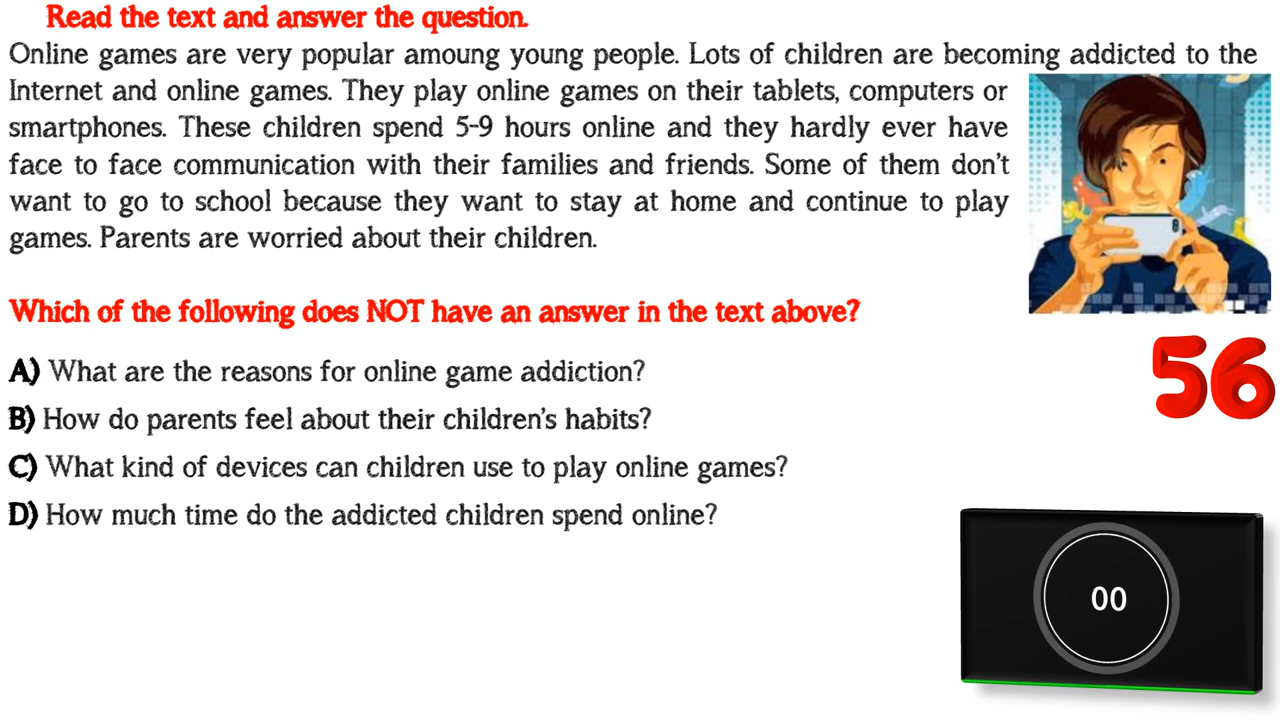 Read the text and answer the question.
Online games are very popular amoung young people. Lots of children are becoming addicted to the
Internet and online games. They play online games on their tablets, computers or
smartphones. These children spend 5-9 hours online and they hardly ever have
face to face communication with their families and friends. Some of them don't
want to go to school because they want to stay at home and continue to play
games. Parents are worried about their children.
Which of the following does NOT have an answer in the text above?
A) What are the reasons for online game addiction?
B) How do parents feel about their children's habits?
C) What kind of devices can children use to play online games?
D) How much time do the addicted children spend online?
56
00